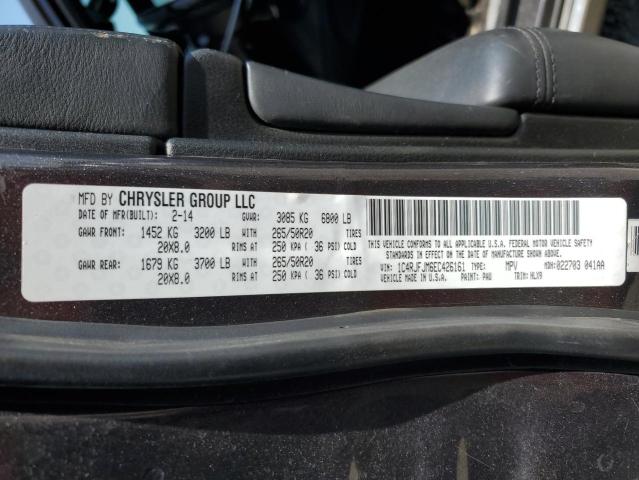 MFD BY CHRYSLER GROUP LLC
DATE OF MFR(BUILT): 2-14 GVWR: 3085 KG 6800 LB
GAWR FRONT: 1452 KG 3200 LB WITH 265/50R20 TIRES
20X8.0 RIMS AT 250 KPA ( 36 PSI) COLD
GAWR REAR: 1679 KG 3700 LB WITH 265/50R20 TIRES
20X8.0 RIMS AT 250 KPA ( 36 PSI) COLD
THIS VEHICLE CONFORMS TO ALL APPLICABLE U.S.A. FEDERAL MOTOR VEHICLE SAFETY
STANDARDS IN EFFECT ON THE DATE OF MANUFACTURE SHOWN ABOVE.
VIN: 1C4RJFJM6EC426161 TYPE: MPV MDH:022703 041AA
VEHICLE MADE IN U.S.A. PAINT: PAU TRIM: HLX9